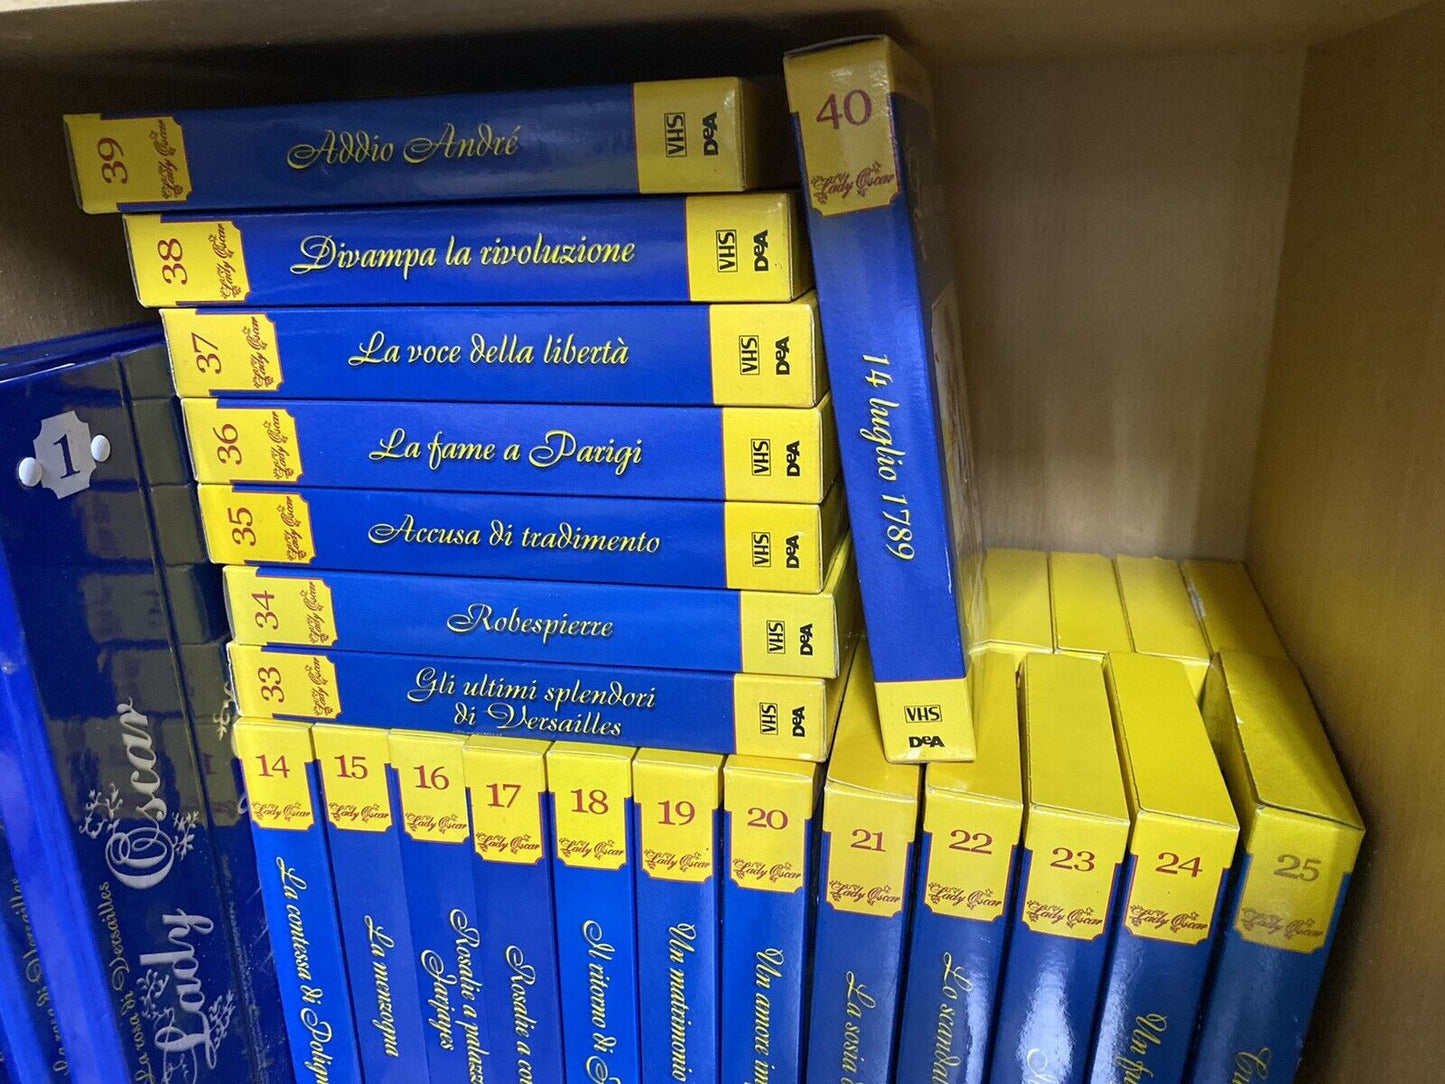 39
Lady Oscar
Addio André
VHS
DeA
38
Lady Oscar
Divampa la rivoluzione
VHS
DeA
37
Lady Oscar
La voce della libertà
VHS
DeA
36
Lady Oscar
La fame a Parigi
VHS
DeA
35
Lady Oscar
Accusa di tradimento
VHS
DeA
34
Lady Oscar
Robespierre
VHS
DeA
33
Lady Oscar
Gli ultimi splendori
di Versailles
VHS
DeA
40
Lady Oscar
14 luglio 1789
VHS
DeA
1
Lady Oscar
La rosa di Versailles
14
Lady Oscar
La contessa di
15
Lady Oscar
La menzogna
16
Lady Oscar
Rosalie a palazz
17
Lady Oscar
Rosalie a co
18
Lady Oscar
Il ritorno di
19
Lady Oscar
Un matrimonio
20
Lady Oscar
Un amore im
21
Lady Oscar
La sosia
22
Lady Oscar
Lo scandal
23
Lady Oscar
24
Lady Oscar
Un
25
Lady Oscar